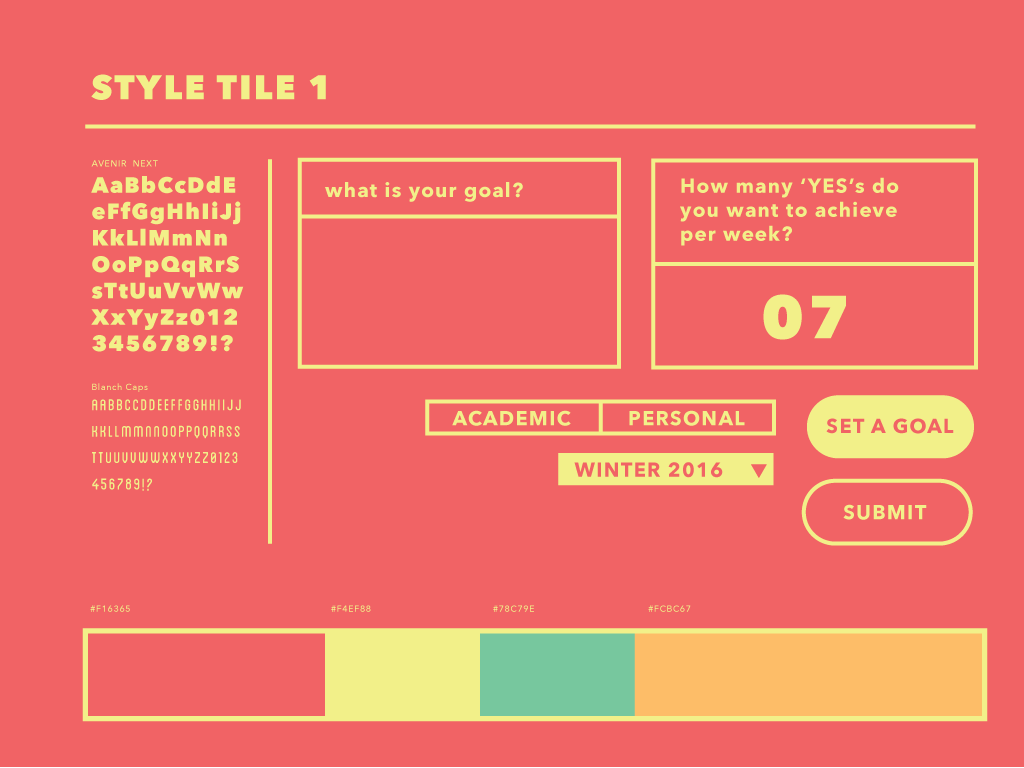 STYLE TILE 1
AVENIR NEXT
AaBbCcDdE
eFfGgHhIiJj
KkLlMmNn
OoPpQqRrS
sTtUuVvWw
XxYyZz012
3456789!?
Blanch Caps
AABBCCDDEEFFGGHHIIJJ
KKLLMMNNOOPPQQRRSS
TTUUVVWWXXYYZZ0123
456789!?
what is your goal?
How many ‘YES’s do
you want to achieve
per week?
07
ACADEMIC PERSONAL
WINTER 2016 ▼
SET A GOAL
SUBMIT
#F16365 #F4EF88 #78C79E #FCBC67